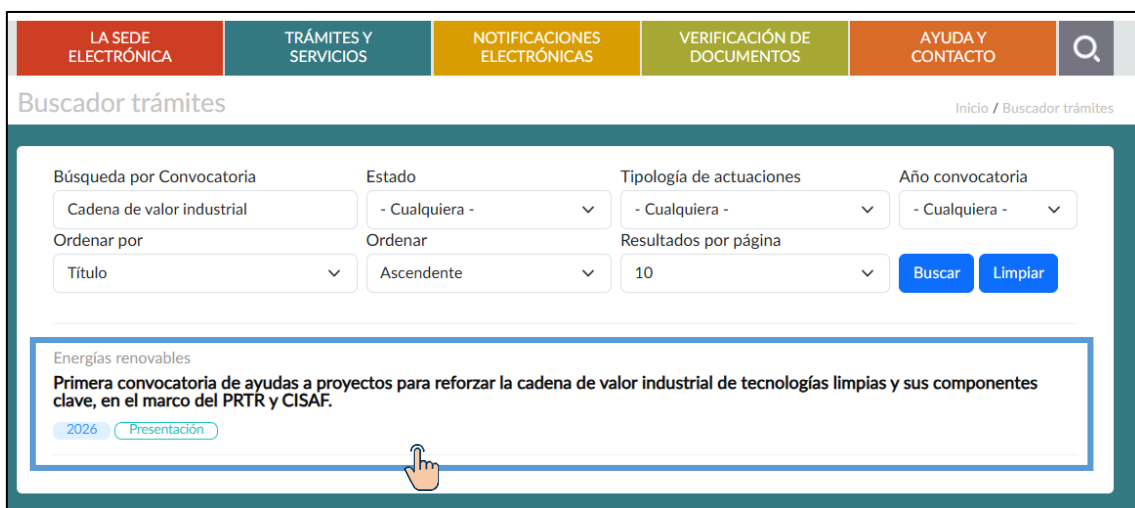 LA SEDE
ELECTRÓNICA
TRÁMITES Y
SERVICIOS
NOTIFICACIONES
ELECTRÓNICAS
VERIFICACIÓN DE
DOCUMENTOS
AYUDA Y
CONTACTO
Buscador trámites
Inicio / Buscador trámites
Búsqueda por Convocatoria
Estado
Tipología de actuaciones
Año convocatoria
Cadena de valor industrial
- Cualquiera -
- Cualquiera -
- Cualquiera -
Ordenar por
Ordenar
Resultados por página
Título
Ascendente
10
Buscar
Limpiar
Energías renovables
Primera convocatoria de ayudas a proyectos para reforzar la cadena de valor industrial de tecnologías limpias y sus componentes
clave, en el marco del PRTR y CISAF.
2026
Presentación